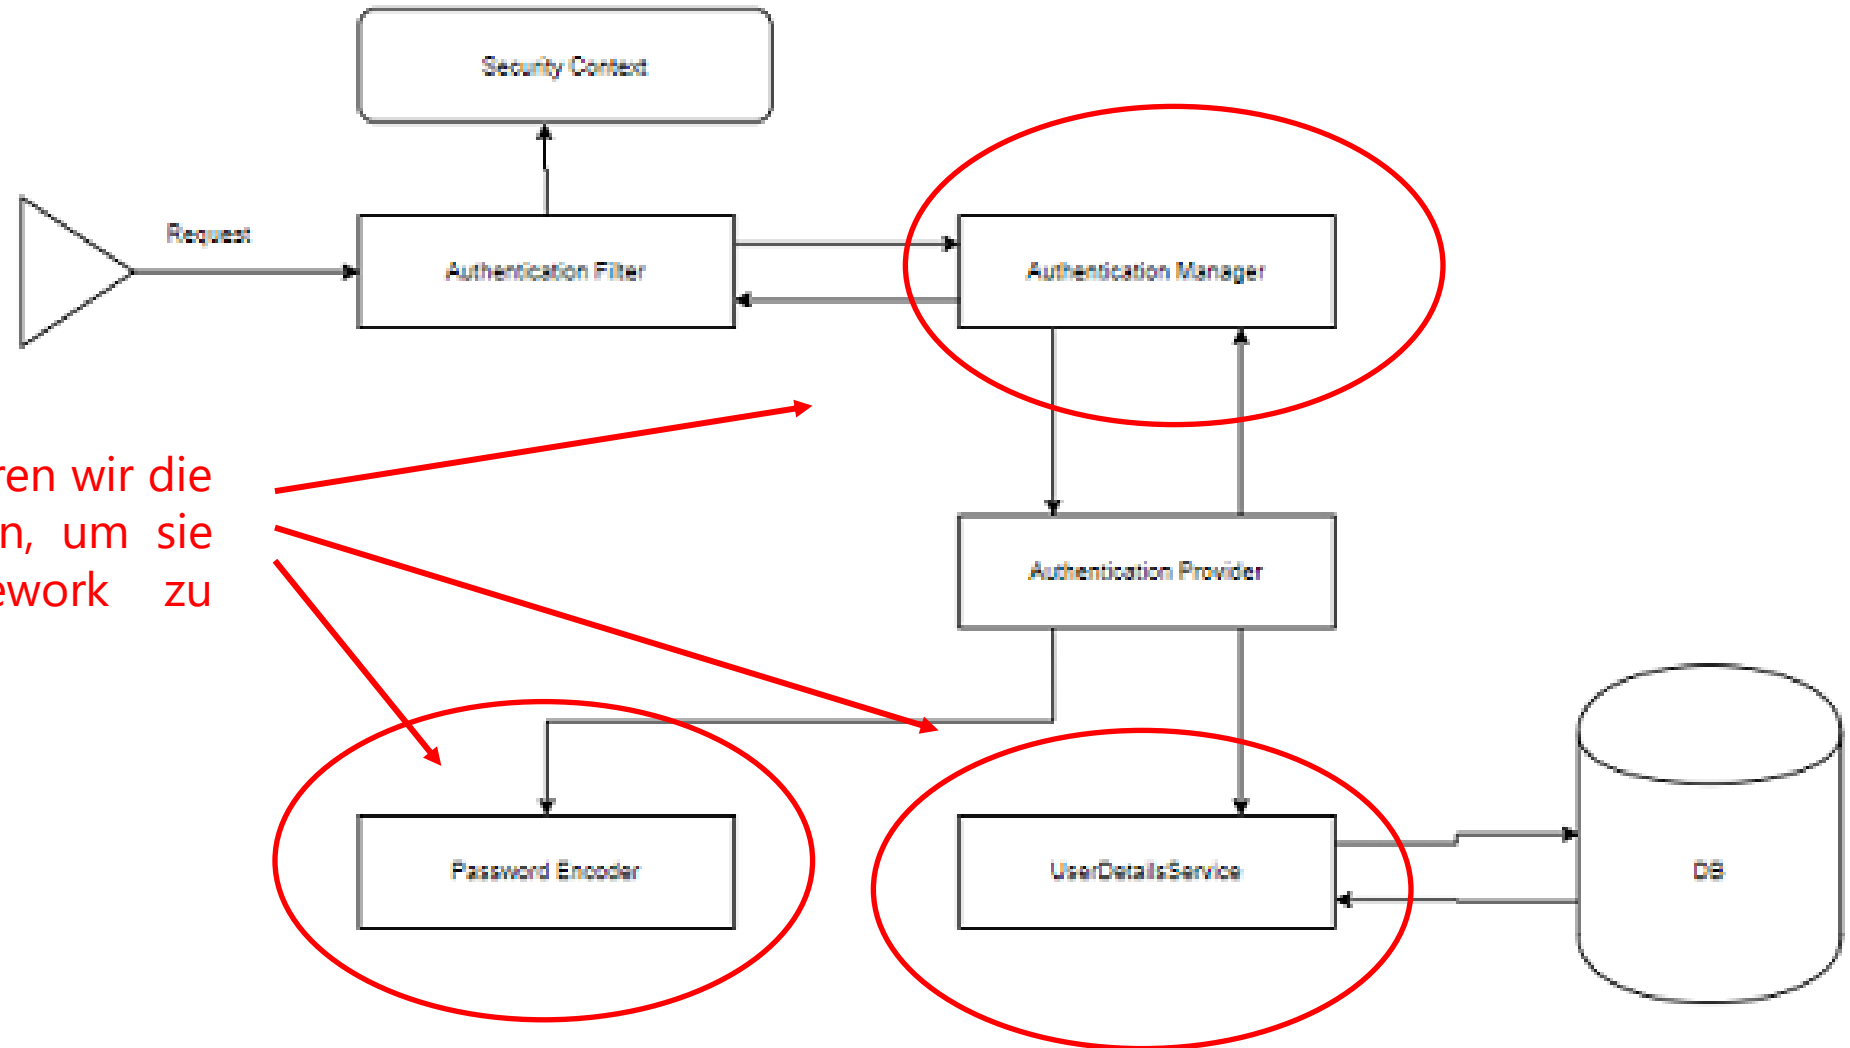 Security Context
Request
Authentication Filter
Authentication Manager
ren wir die
n, um sie
ework zu
Authentication Provider
Password Encoder
UserDetailsService
DB